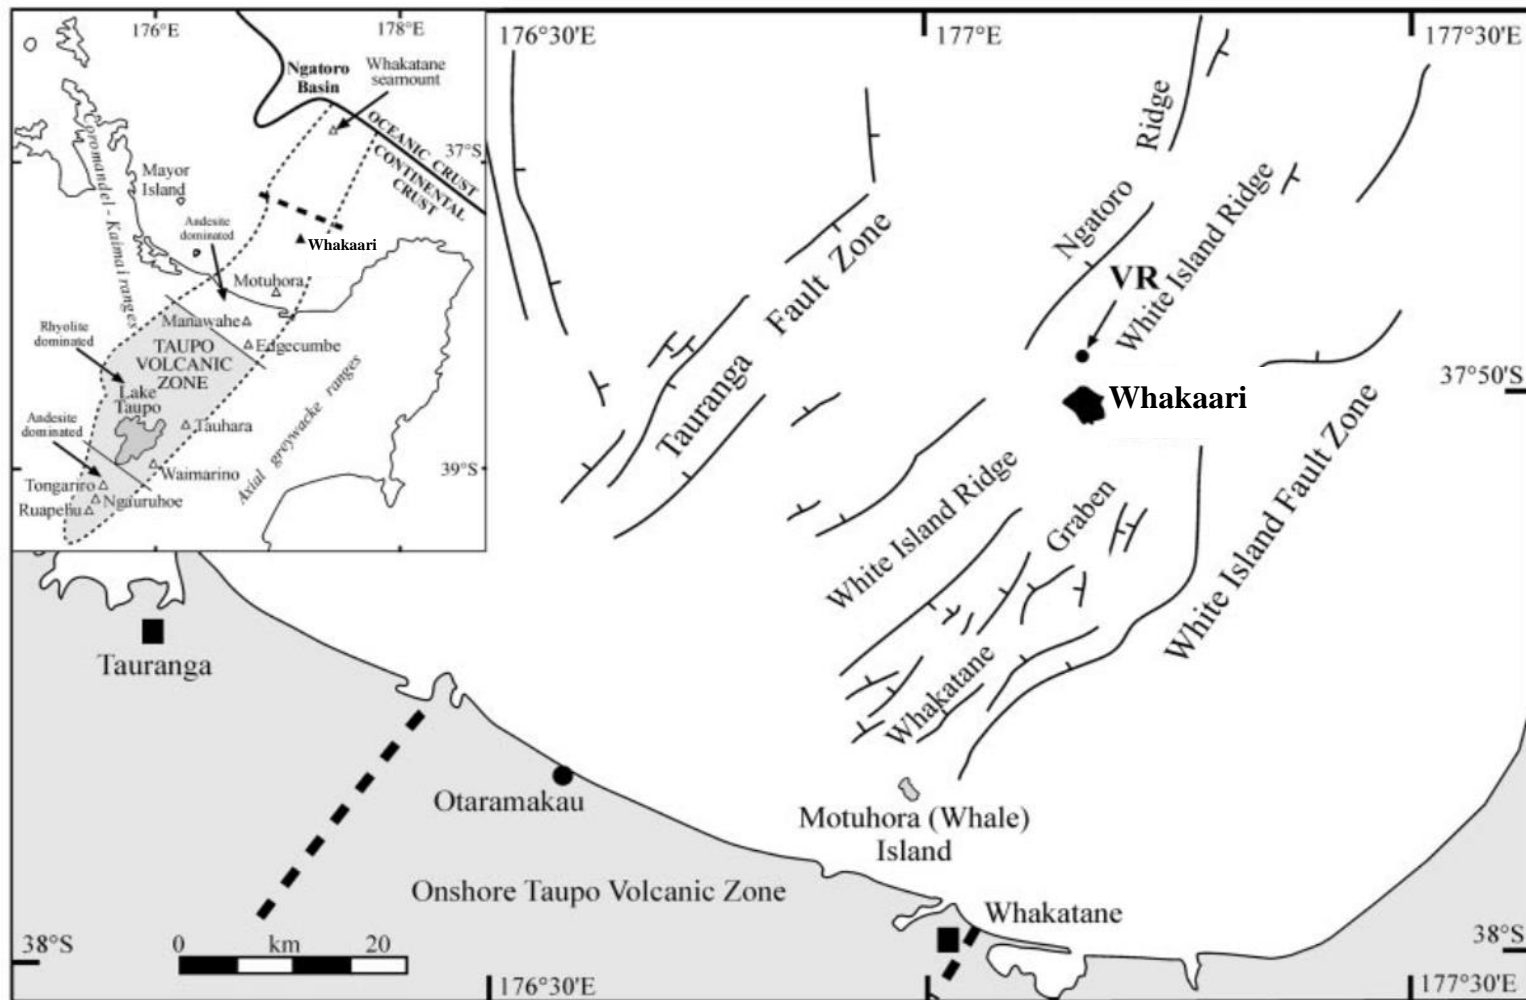 176°E
178°E
Ngatoro
Basin
Whakatane
seamount
OCEANIC CRUST
CONTINENTAL
CRUST
37°S
Coromandel - Kaimai ranges
Mayor
Island
Andesite
dominated
Whakaari
Motuhora
Manawahe
Edgecumbe
Rhyolite
dominated
TAUPO
VOLCANIC
ZONE
Lake
Taupo
Andesite
dominated
Tauhara
Axial greywacke ranges
39°S
Waimarino
Tongariro
Ngauruhoe
Ruapehu
176°30'E
177°E
177°30'E
Ngatoro Ridge
White Island Ridge
VR
Tauranga Fault Zone
37°50'S
Whakaari
White Island Ridge
Whakatane Graben
White Island Fault Zone
Tauranga
Otaramakau
Motuhora (Whale)
Island
Onshore Taupo Volcanic Zone
Whakatane
38°S
0 km 20
38°S
176°30'E
177°30'E